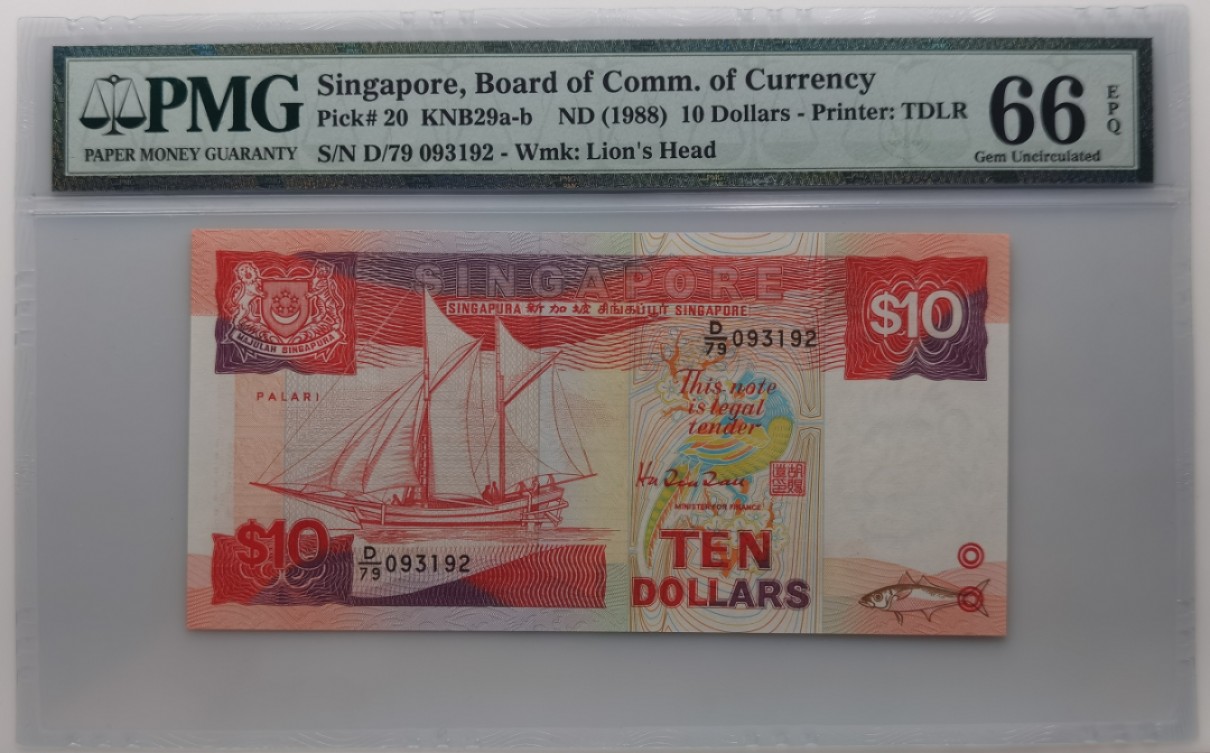 PMG
PAPER MONEY GUARANTY
Singapore, Board of Comm. of Currency
Pick# 20 KNB29a-b ND (1988) 10 Dollars - Printer: TDLR
S/N D/79 093192 - Wmk: Lion's Head
66
EPQ
Gem Uncirculated
SINGAPORE
SINGAPURA 新加坡 சிங்கப்பூர் SINGAPORE
MAJULAH SINGAPURA
$10
D/79 093192
PALARI
This note
is legal
tender
MINISTER FOR FINANCE
$10
D/79 093192
TEN
DOLLARS